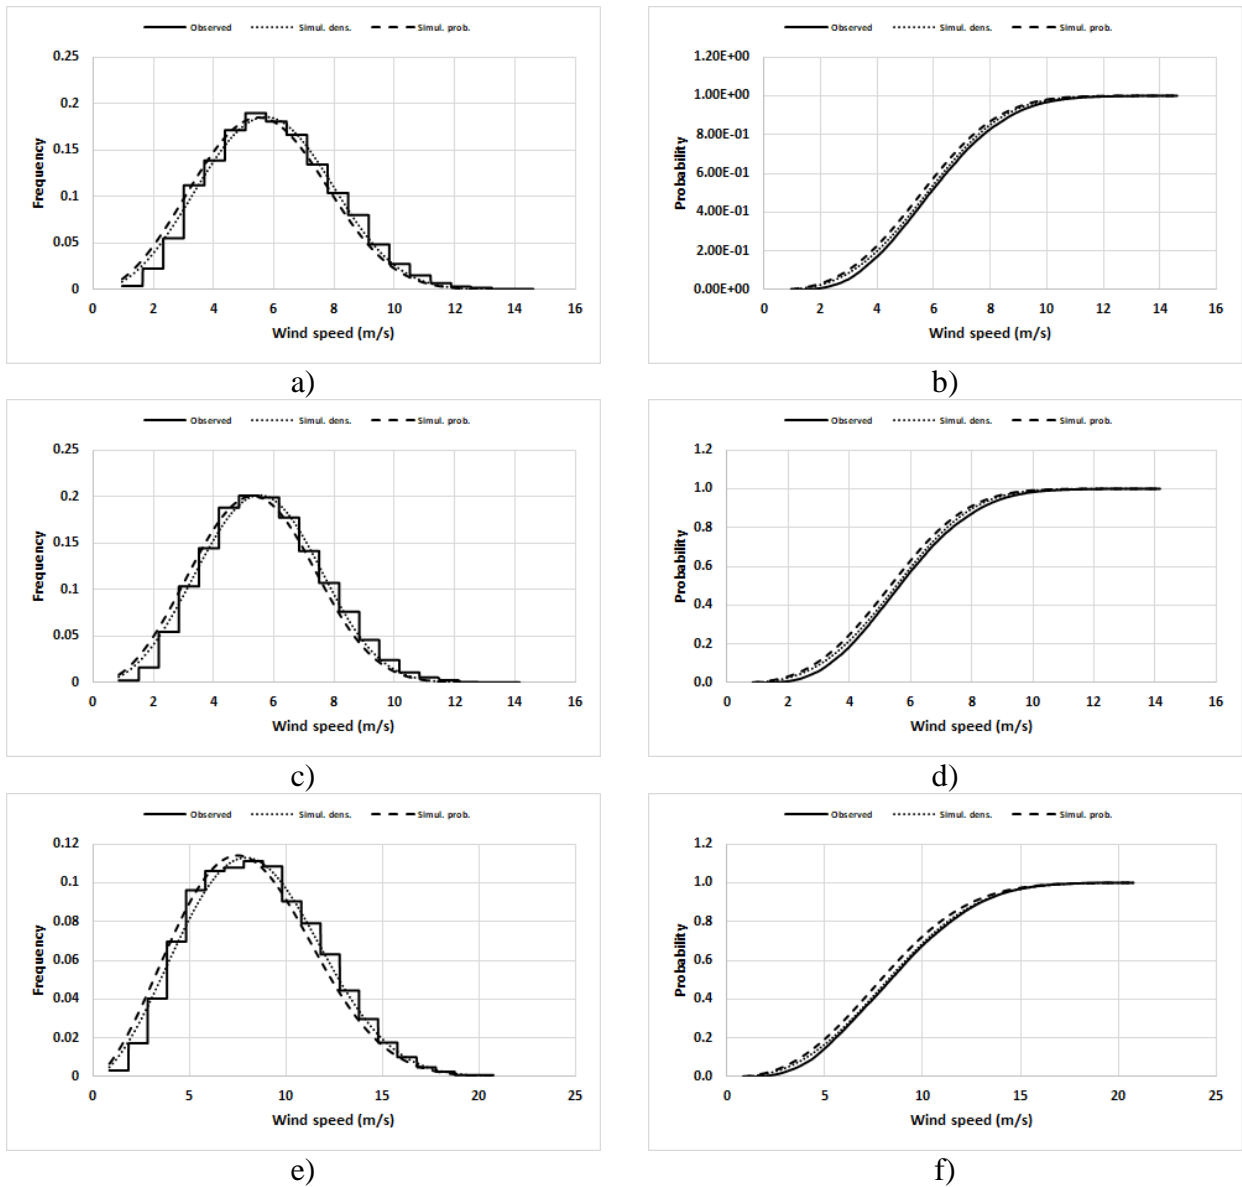 Observed Simul. dens. Simul. prob.
0.25
0.2
0.15
0.1
0.05
0
Frequency
0 2 4 6 8 10 12 14 16
Wind speed (m/s)
a)
Observed Simul. dens. Simul. prob.
1.20E+00
1.00E+00
8.00E-01
6.00E-01
4.00E-01
2.00E-01
0.00E+00
Probability
0 2 4 6 8 10 12 14 16
Wind speed (m/s)
b)
Observed Simul. dens. Simul. prob.
0.25
0.2
0.15
0.1
0.05
0
Frequency
0 2 4 6 8 10 12 14 16
Wind speed (m/s)
c)
Observed Simul. dens. Simul. prob.
1.2
1.0
0.8
0.6
0.4
0.2
0.0
Probability
0 2 4 6 8 10 12 14 16
Wind speed (m/s)
d)
Observed Simul. dens. Simul. prob.
0.12
0.1
0.08
0.06
0.04
0.02
0
Frequency
0 5 10 15 20 25
Wind speed (m/s)
e)
Observed Simul. dens. Simul. prob.
1.2
1.0
0.8
0.6
0.4
0.2
0.0
Probability
0 5 10 15 20 25
Wind speed (m/s)
f)